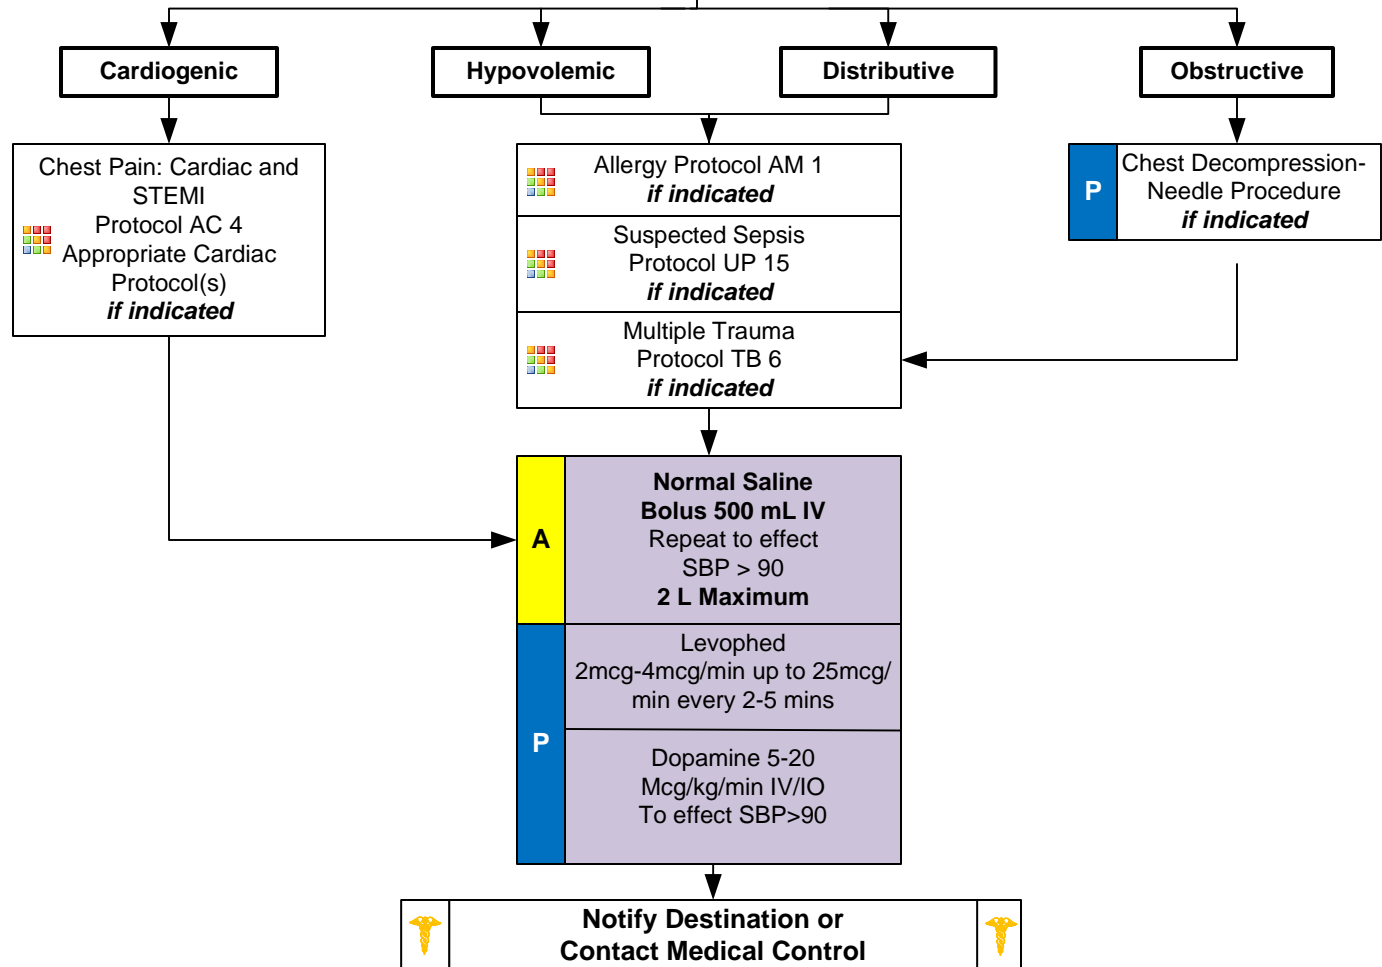 Cardiogenic
Hypovolemic
Distributive
Obstructive
Chest Pain: Cardiac and
STEMI
Protocol AC 4
Appropriate Cardiac
Protocol(s)
if indicated
Allergy Protocol AM 1
if indicated
Suspected Sepsis
Protocol UP 15
if indicated
Multiple Trauma
Protocol TB 6
if indicated
P
Chest Decompression-
Needle Procedure
if indicated
A
Normal Saline
Bolus 500 mL IV
Repeat to effect
SBP > 90
2 L Maximum
P
Levophed
2mcg-4mcg/min up to 25mcg/
min every 2-5 mins
Dopamine 5-20
Mcg/kg/min IV/IO
To effect SBP>90
Notify Destination or
Contact Medical Control